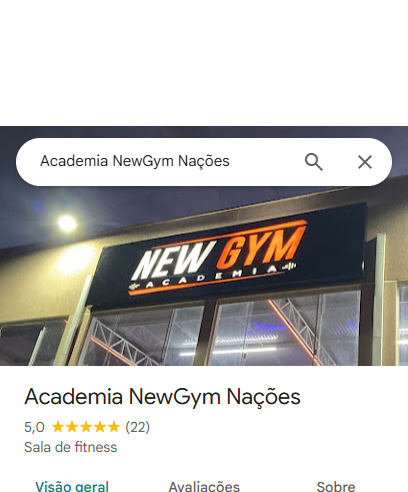 Academia NewGym Nações
NEW GYM
ACADEMIA
Academia NewGym Nações
5,0 ★★★★★ (22)
Sala de fitness
Visão geral Avaliações Sobre